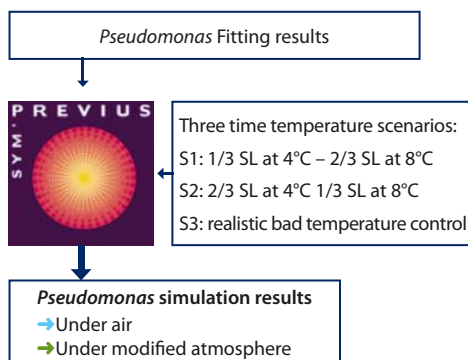 Pseudomonas Fitting results
SYM'
PREVIUS
Three time temperature scenarios:
S1: 1/3 SL at 4°C – 2/3 SL at 8°C
S2: 2/3 SL at 4°C 1/3 SL at 8°C
S3: realistic bad temperature control
Pseudomonas simulation results
➔Under air
➔Under modified atmosphere